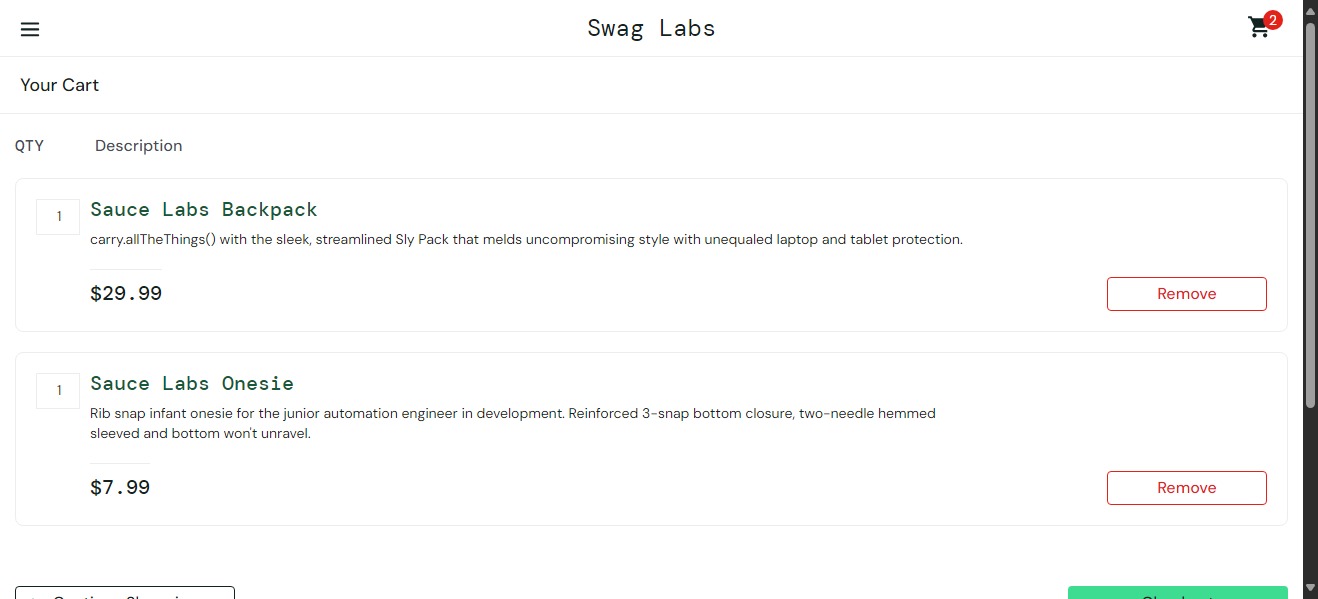 Swag Labs
2
Your Cart
QTY Description
1
Sauce Labs Backpack
carry.allTheThings() with the sleek, streamlined Sly Pack that melds uncompromising style with unequaled laptop and tablet protection.
$29.99
Remove
1
Sauce Labs Onesie
Rib snap infant onesie for the junior automation engineer in development. Reinforced 3-snap bottom closure, two-needle hemmed
sleeved and bottom won't unravel.
$7.99
Remove